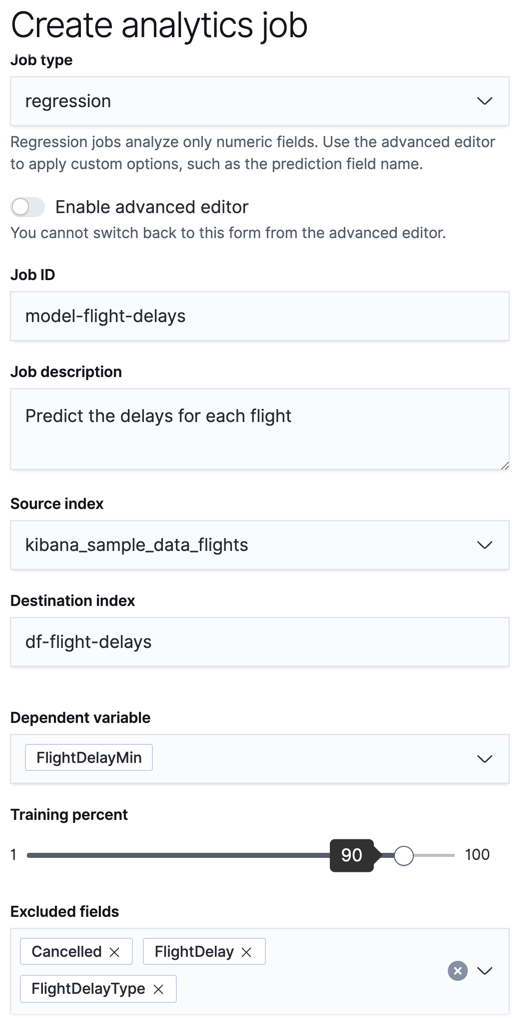 Create analytics job
Job type
regression
Regression jobs analyze only numeric fields. Use the advanced editor
to apply custom options, such as the prediction field name.
Enable advanced editor
You cannot switch back to this form from the advanced editor.
Job ID
model-flight-delays
Job description
Predict the delays for each flight
Source index
kibana_sample_data_flights
Destination index
df-flight-delays
Dependent variable
FlightDelayMin
Training percent
1 90 100
Excluded fields
Cancelled FlightDelay
FlightDelayType